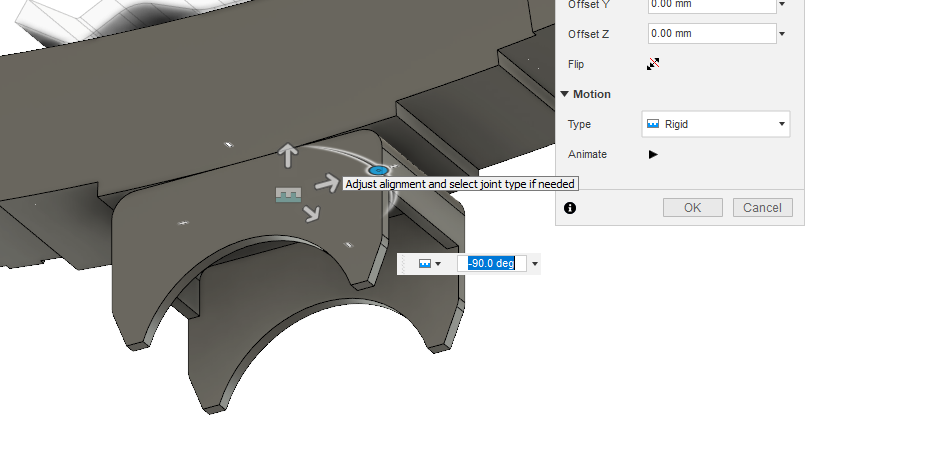 Offset Y
0.00 mm
Offset Z
0.00 mm
Flip
Motion
Type
Rigid
Animate
Adjust alignment and select joint type if needed
OK
Cancel
-90.0 deg